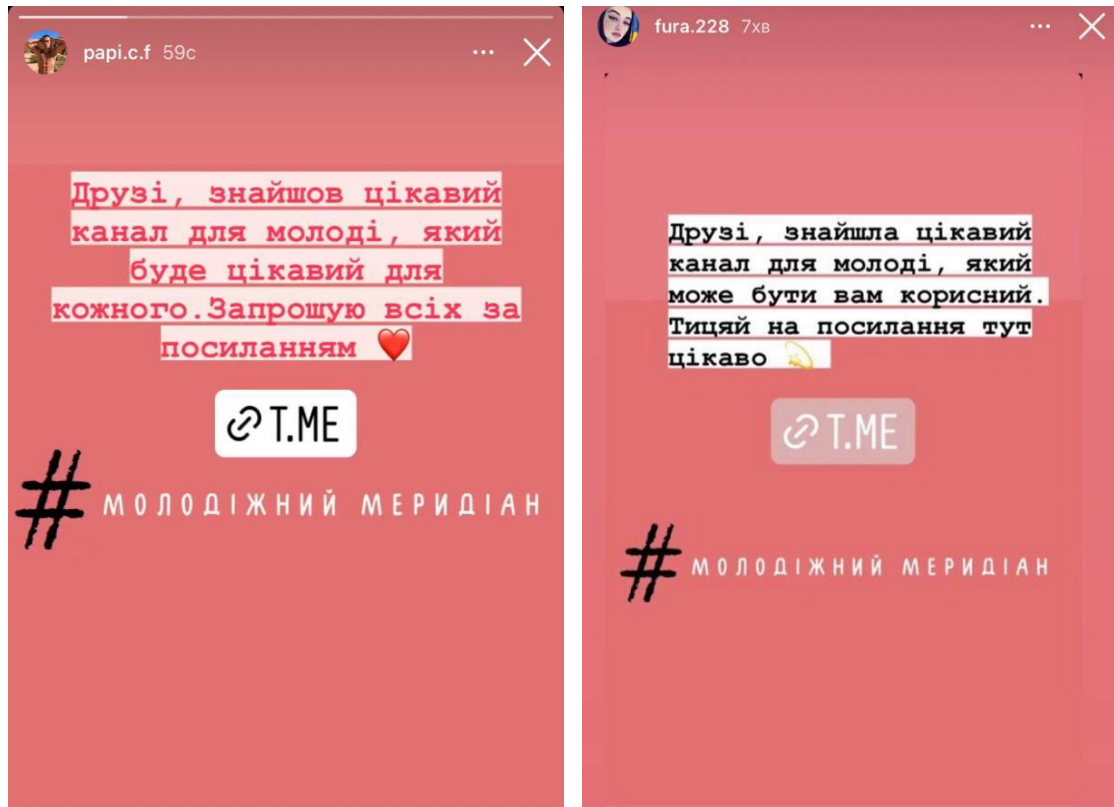 papi.c.f 59с
Друзі, знайшов цікавий
канал для молоді, який
буде цікавий для
кожного.Запрошую всіх за
посиланням ❤️
T.ME
# МОЛОДІЖНИЙ МЕРИДІАН
fura.228 7хв
Друзі, знайшла цікавий
канал для молоді, який
може бути вам корисний.
Тицяй на посилання тут
цікаво 💫
T.ME
# МОЛОДІЖНИЙ МЕРИДІАН